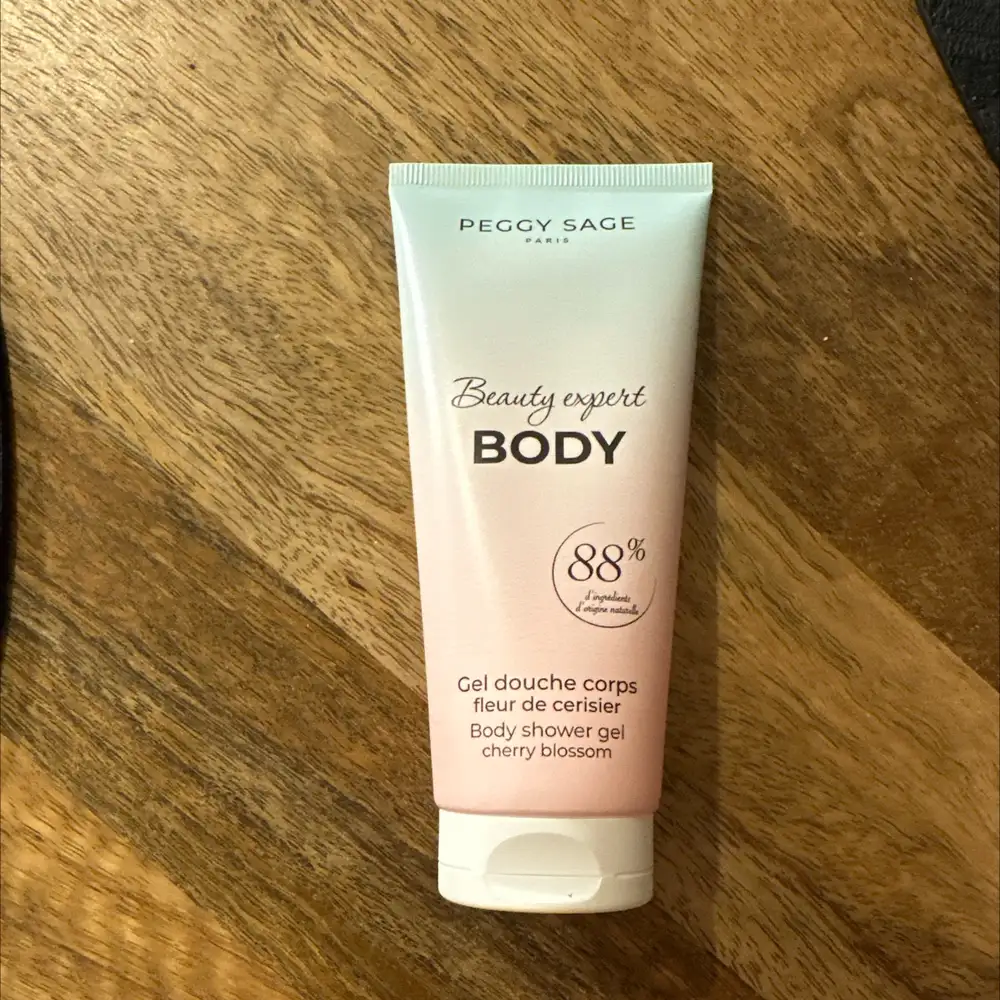 PEGGY SAGE
PARIS
Beauty expert
BODY
88%
d'ingrédients
d'origine naturelle
Gel douche corps
fleur de cerisier
Body shower gel
cherry blossom